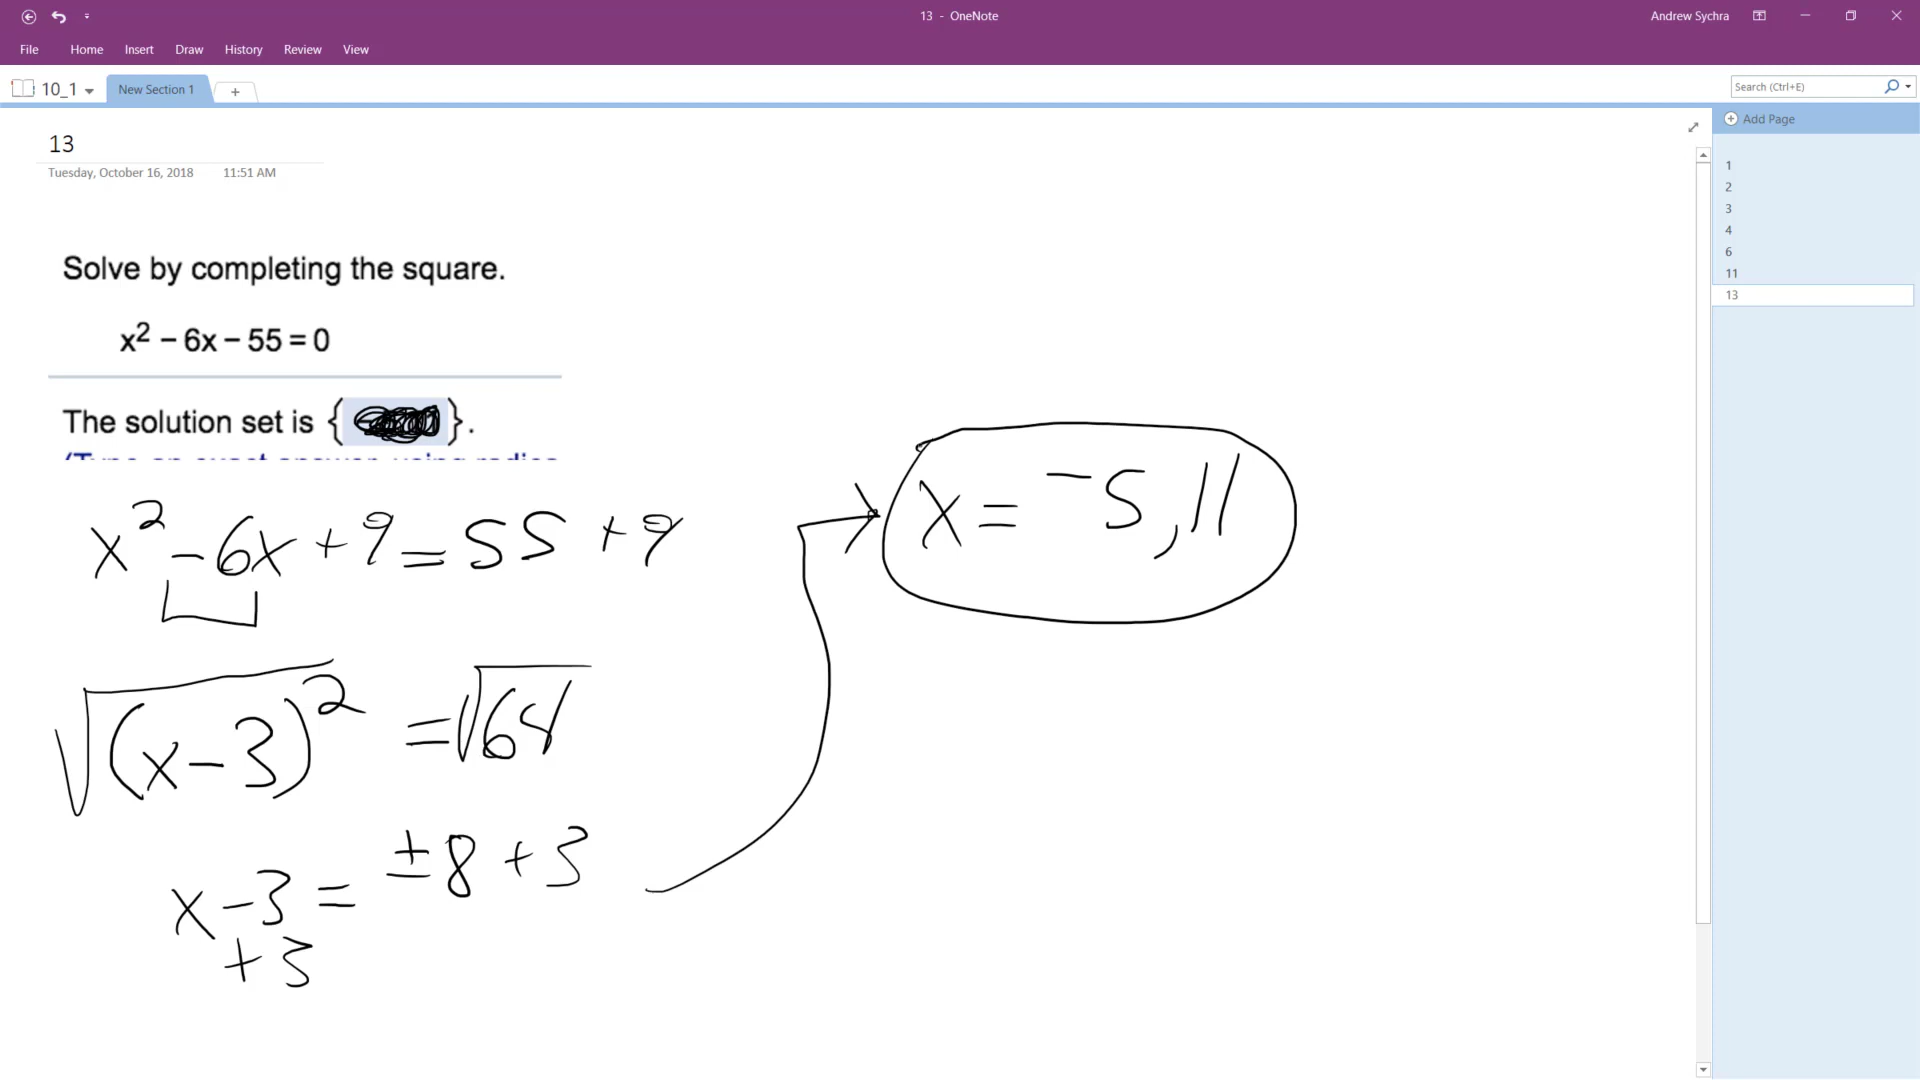 13 - OneNote
Andrew Sychra
File Home Insert Draw History Review View
10_1
New Section 1
+
Search (Ctrl+E)
Add Page
13
Tuesday, October 16, 2018 11:51 AM
1
2
3
4
6
11
13
Solve by completing the square.
x² − 6x − 55 = 0
The solution set is { }.
x² − 6x + 9 = 55 + 9
√(x − 3)² = √64
x − 3 = ± 8 + 3
+ 3
x = −5, 11